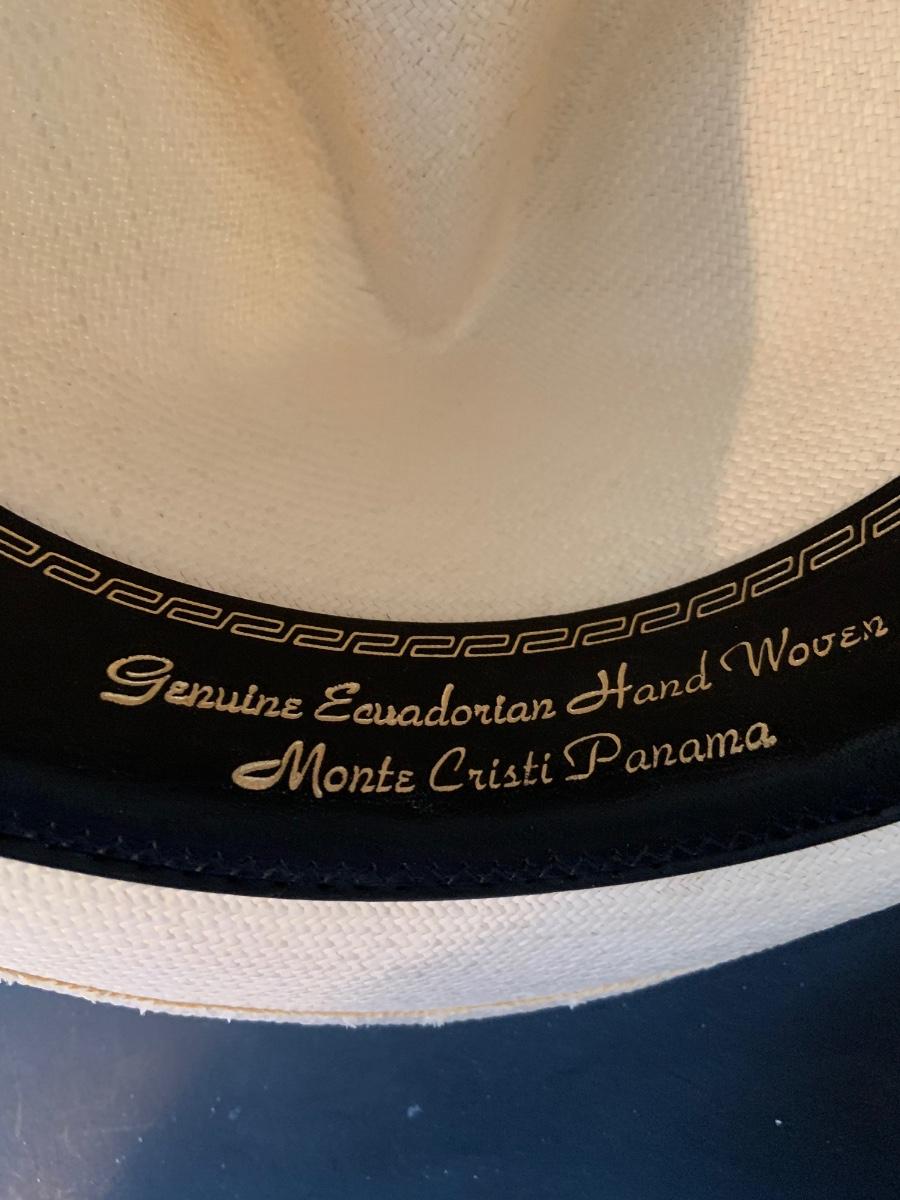 Genuine Ecuadorian Hand Woven
Monte Cristi Panama